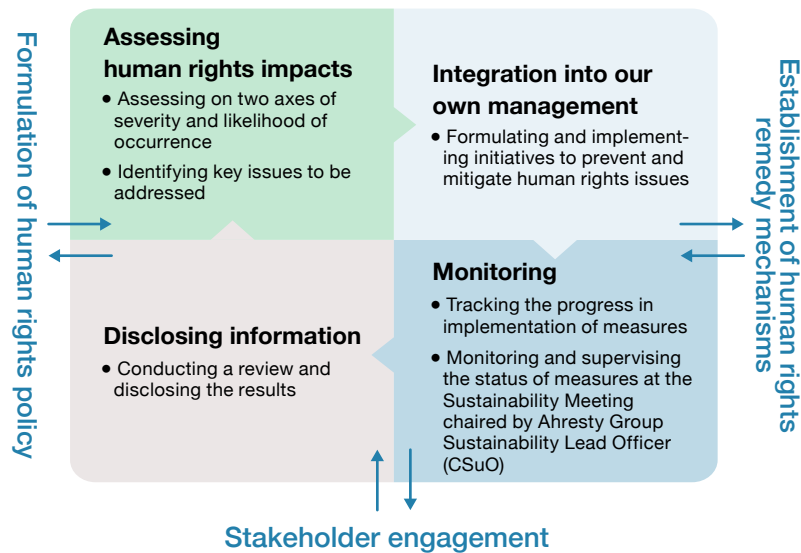 Formulation of human rights policy
Assessing
human rights impacts
• Assessing on two axes of
severity and likelihood of
occurrence
• Identifying key issues to be
addressed
Integration into our
own management
• Formulating and implement-
ing initiatives to prevent and
mitigate human rights issues
Disclosing information
• Conducting a review and
disclosing the results
Monitoring
• Tracking the progress in
implementation of measures
• Monitoring and supervising
the status of measures at the
Sustainability Meeting
chaired by Ahresty Group
Sustainability Lead Officer
(CSuO)
Establishment of human rights
remedy mechanisms
Stakeholder engagement